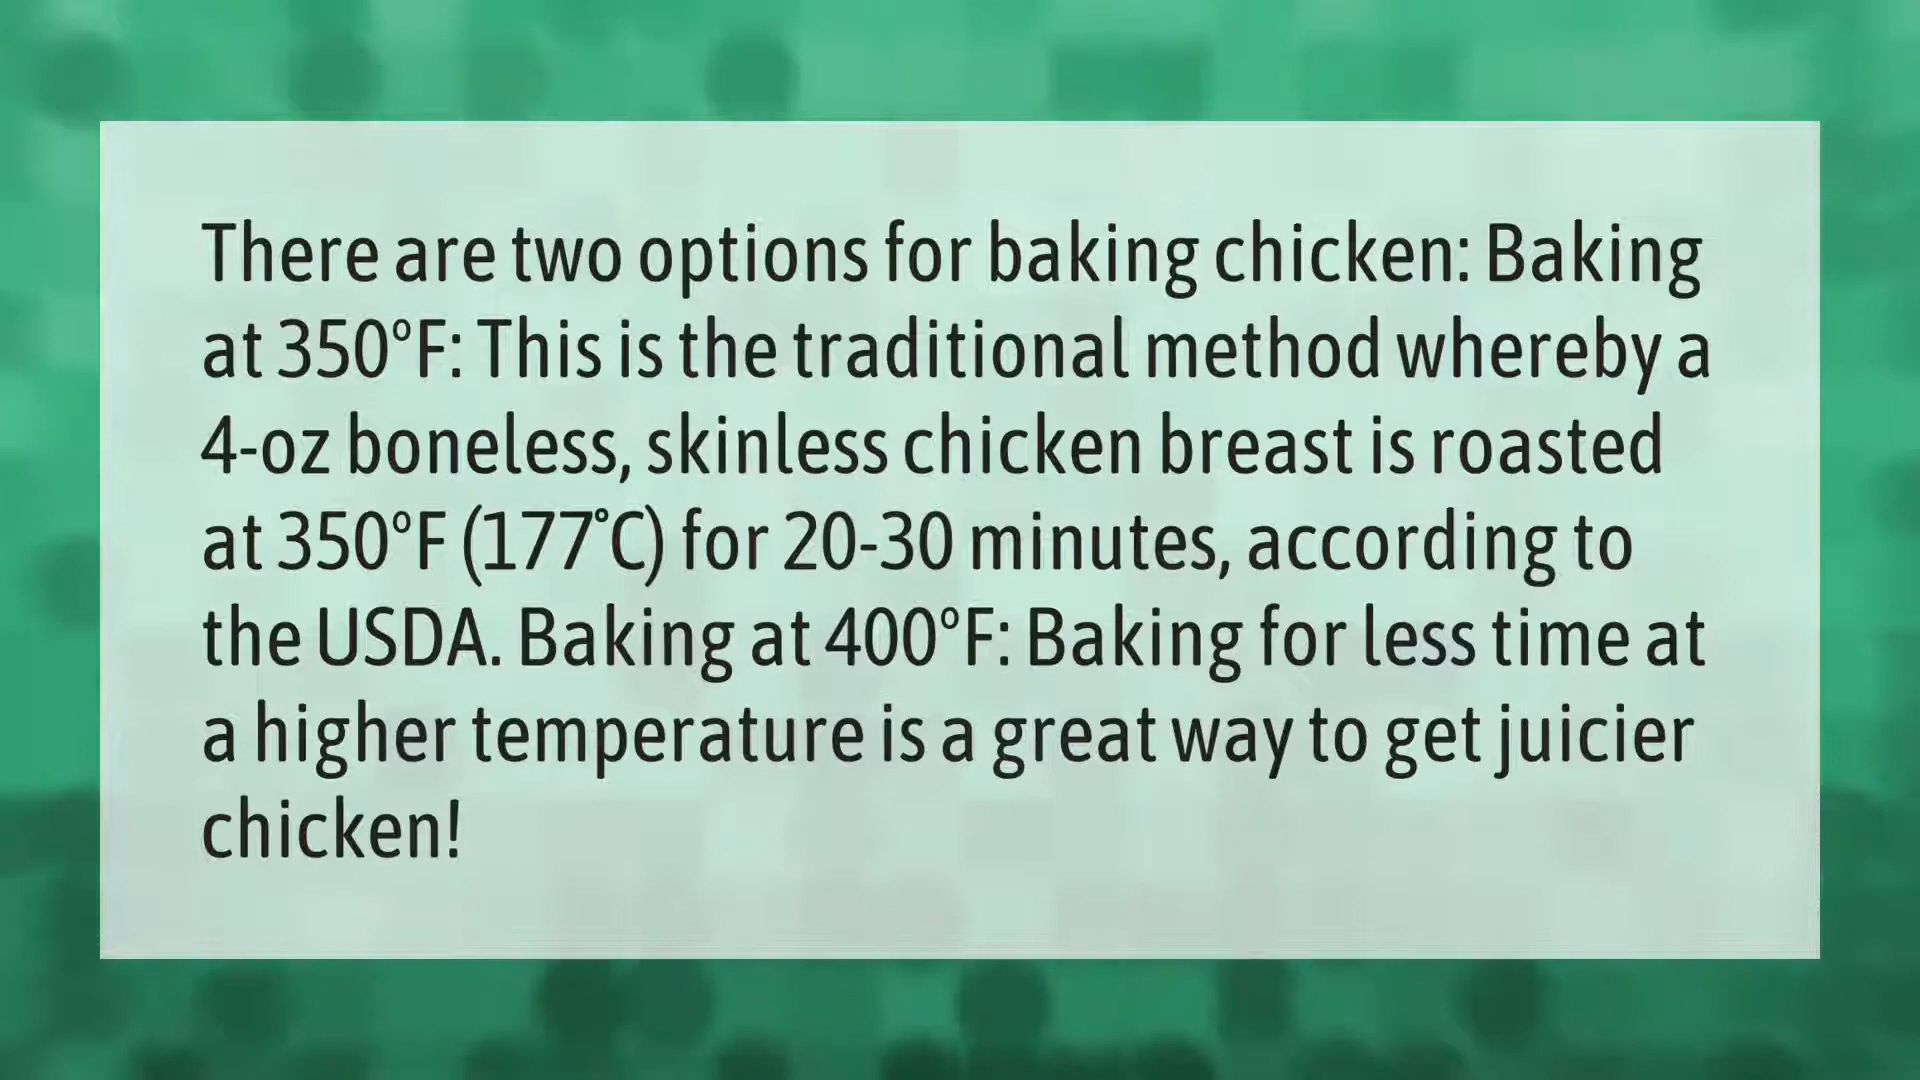 There are two options for baking chicken: Baking
at 350°F: This is the traditional method whereby a
4-oz boneless, skinless chicken breast is roasted
at 350°F (177°C) for 20-30 minutes, according to
the USDA. Baking at 400°F: Baking for less time at
a higher temperature is a great way to get juicier
chicken!